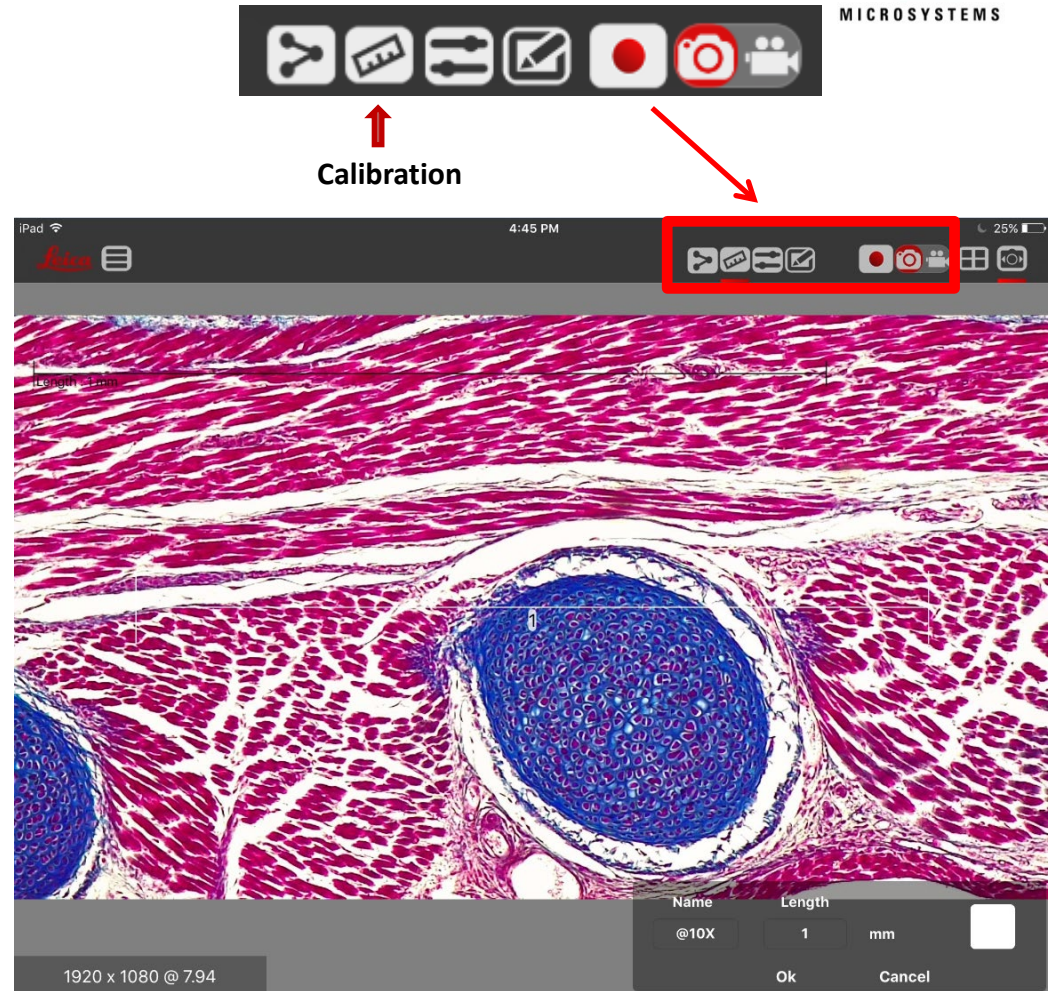 MICROSYSTEMS
Calibration
iPad 4:45 PM 25%
Leica
Length : 1mm
1
Name Length
@10X 1 mm
Ok Cancel
1920 x 1080 @ 7.94